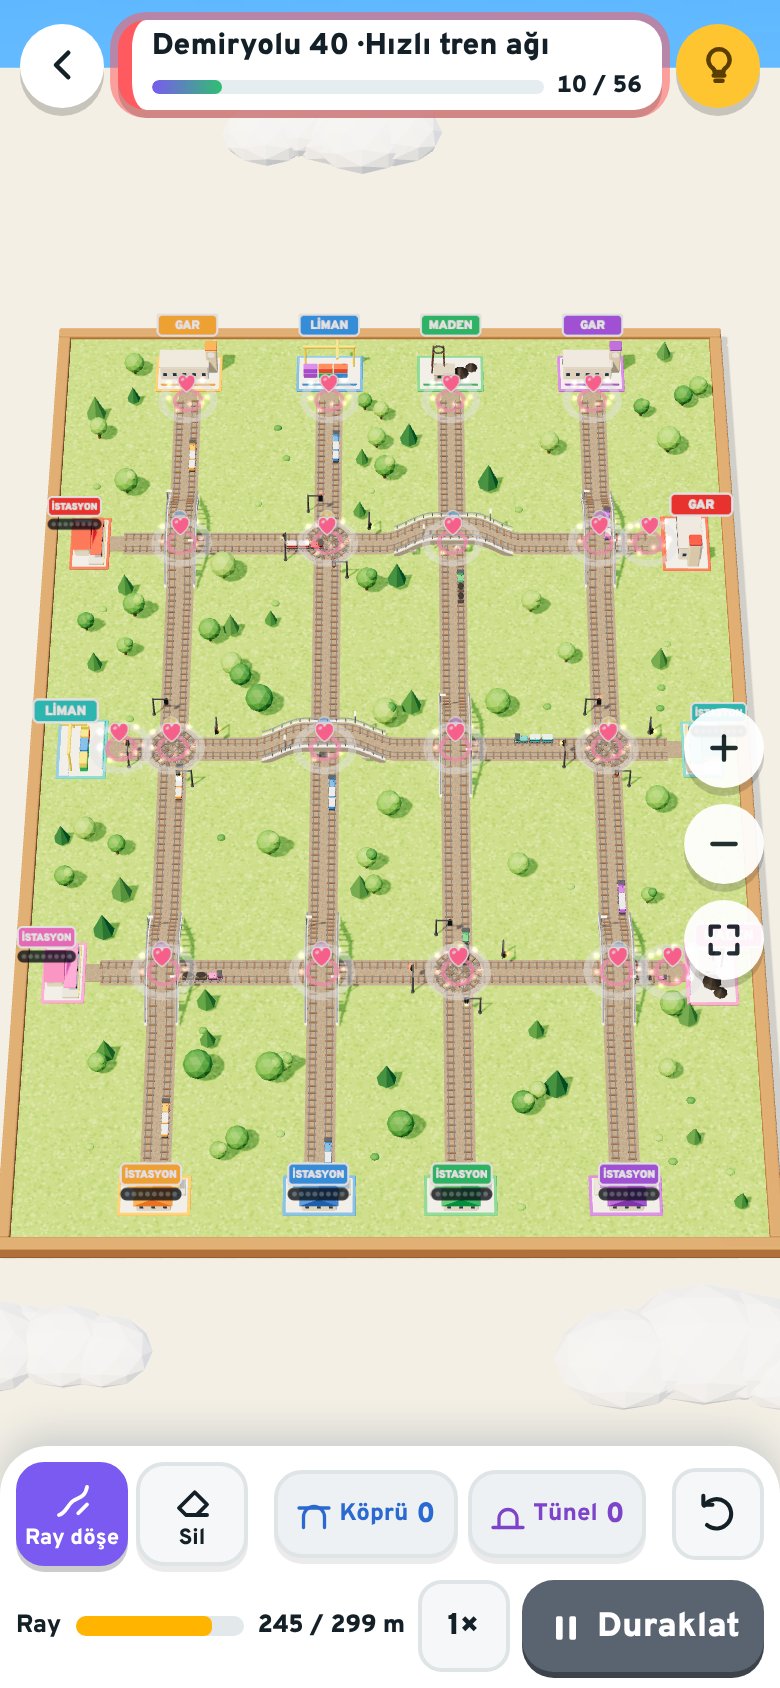 Demiryolu 40 ·Hızlı tren ağı
10 / 56
GAR
LİMAN
MADEN
GAR
İSTASYON
GAR
LİMAN
İSTASYON
İSTASYON
İSTASYON
İSTASYON
İSTASYON
Ray döşe
Sil
Köprü 0
Tünel 0
Ray
245 / 299 m
1×
Duraklat